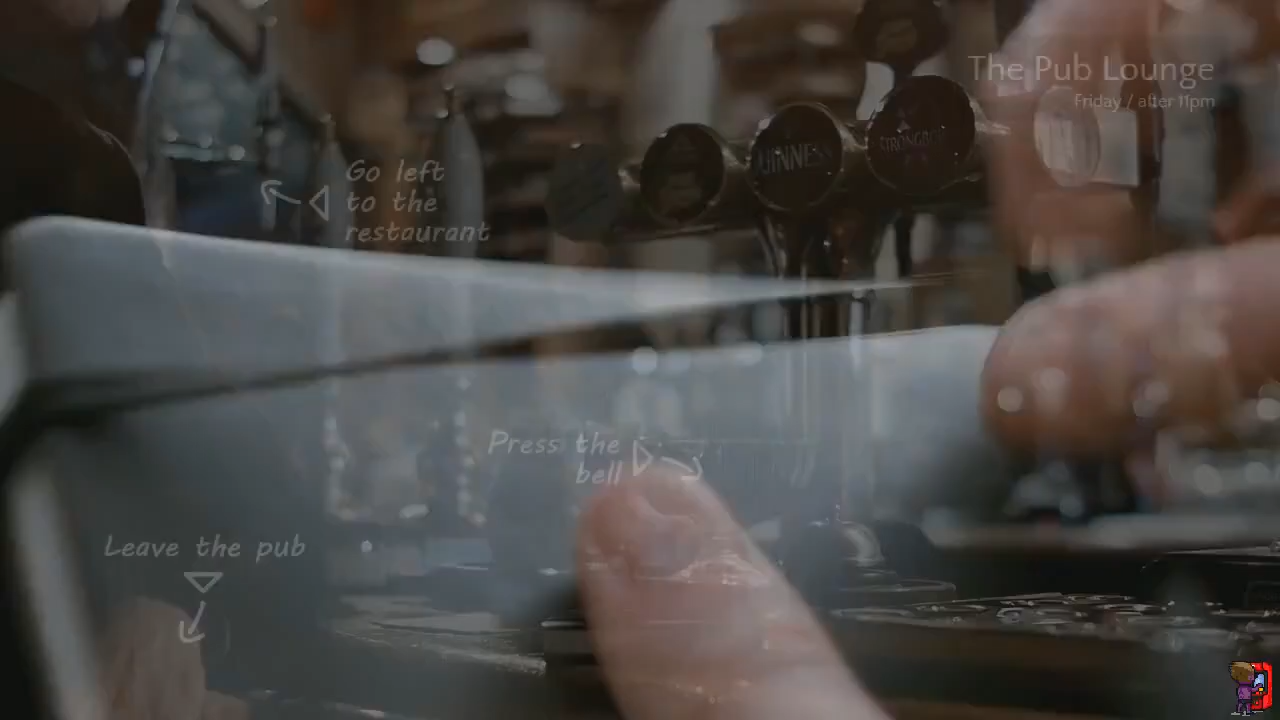 The Pub Lounge
Friday / after 11pm
GUINNESS
STRONGBOW
Go left
to the
restaurant
Press the
bell
Leave the pub